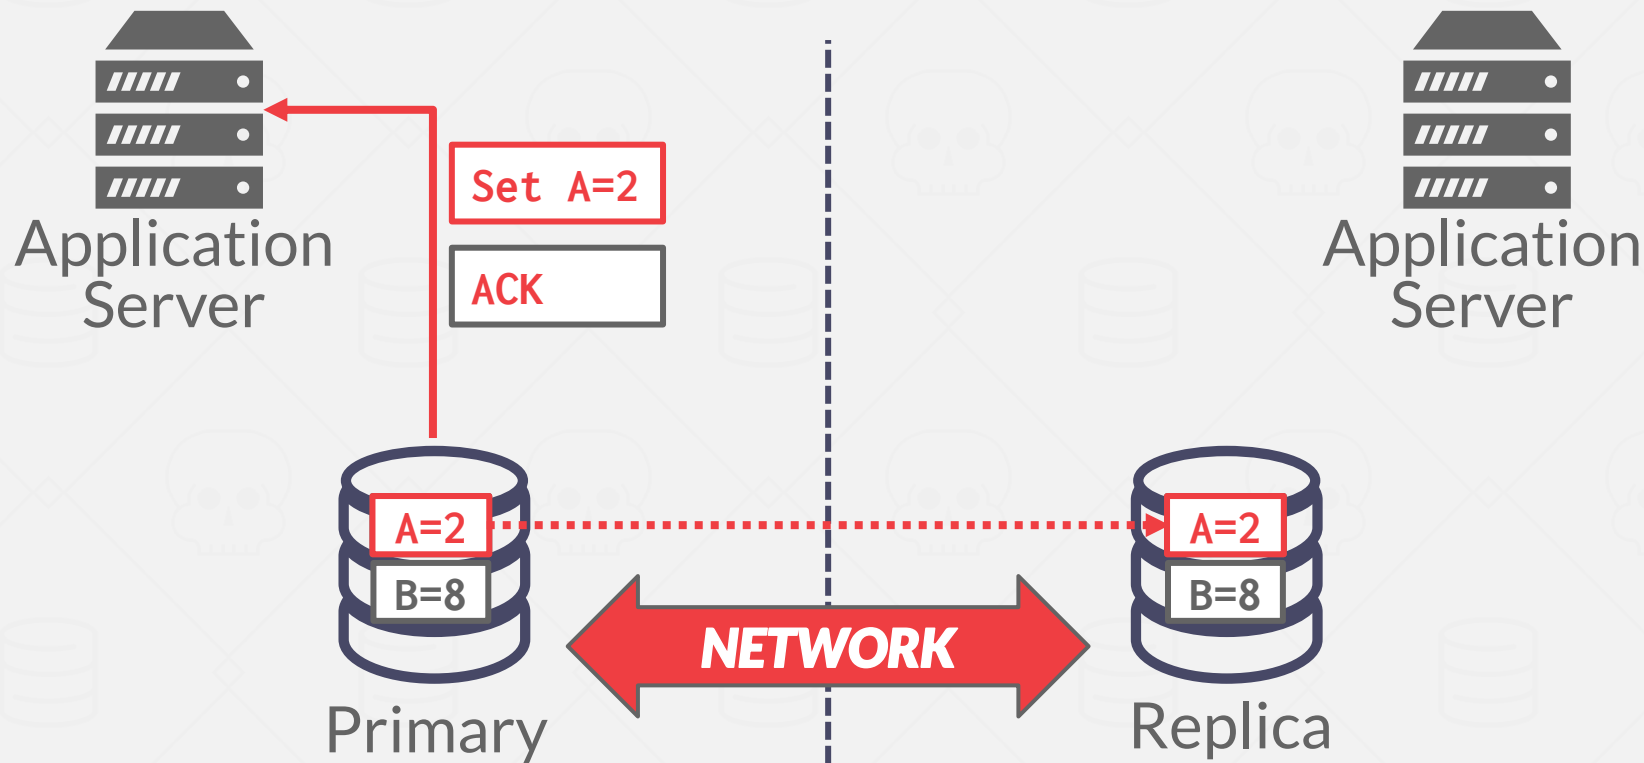 Set A=2
ACK
Application
Server
Application
Server
A=2
B=8
A=2
B=8
NETWORK
Primary
Replica